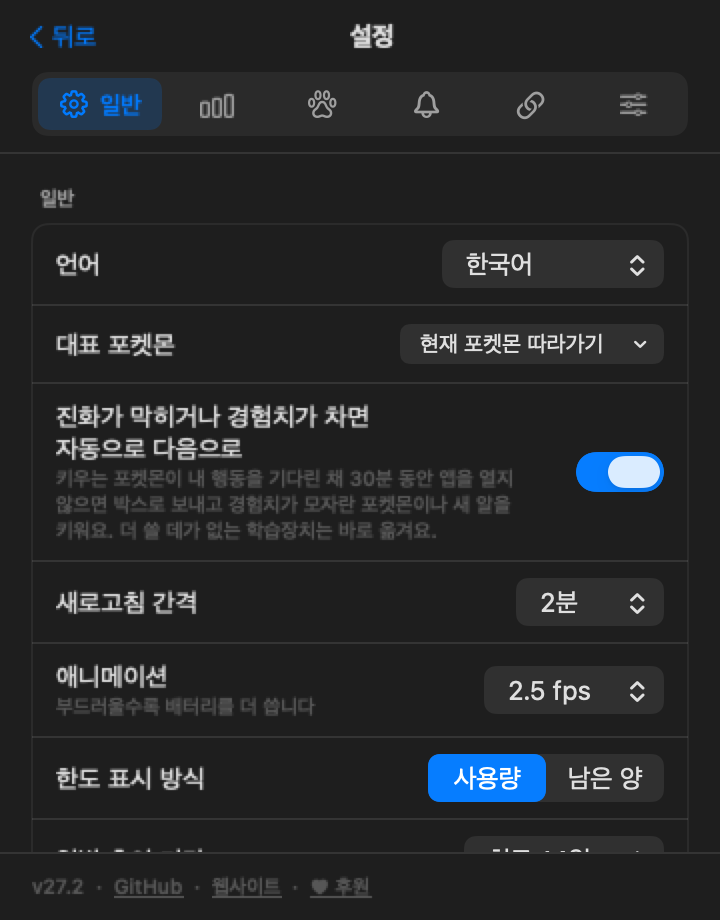 뒤로
설정
일반
일반
언어
한국어
대표 포켓몬
현재 포켓몬 따라가기
진화가 막히거나 경험치가 차면
자동으로 다음으로
키우는 포켓몬이 내 행동을 기다린 채 30분 동안 앱을 열지
않으면 박스로 보내고 경험치가 모자란 포켓몬이나 새 알을
키워요. 더 쓸 데가 없는 학습장치는 바로 옮겨요.
새로고침 간격
2분
애니메이션
부드러울수록 배터리를 더 씁니다
2.5 fps
한도 표시 방식
사용량
남은 양
v27.2 · GitHub · 웹사이트 · ♥ 후원